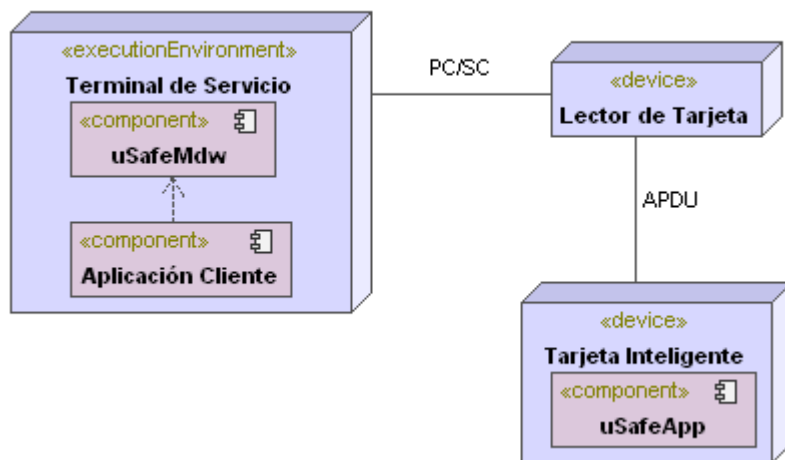 «executionEnvironment»
Terminal de Servicio
«component»
uSafeMdw
«component»
Aplicación Cliente
PC/SC
«device»
Lector de Tarjeta
APDU
«device»
Tarjeta Inteligente
«component»
uSafeApp